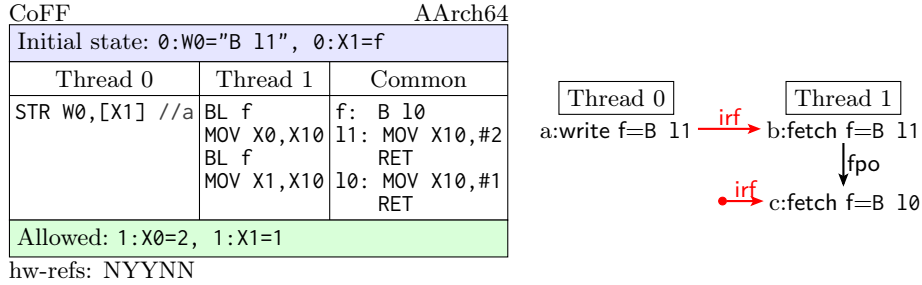 CoFF AArch64
Initial state: 0:W0="B l1", 0:X1=f
Thread 0 Thread 1 Common
STR W0,[X1] //a BL f f: B l0
MOV X0,X10 l1: MOV X10,#2
BL f RET
MOV X1,X10 l0: MOV X10,#1
RET
Allowed: 1:X0=2, 1:X1=1
hw-refs: NYYNN
Thread 0 Thread 1
a:write f=B l1 irf b:fetch f=B l1
fpo
irf c:fetch f=B l0